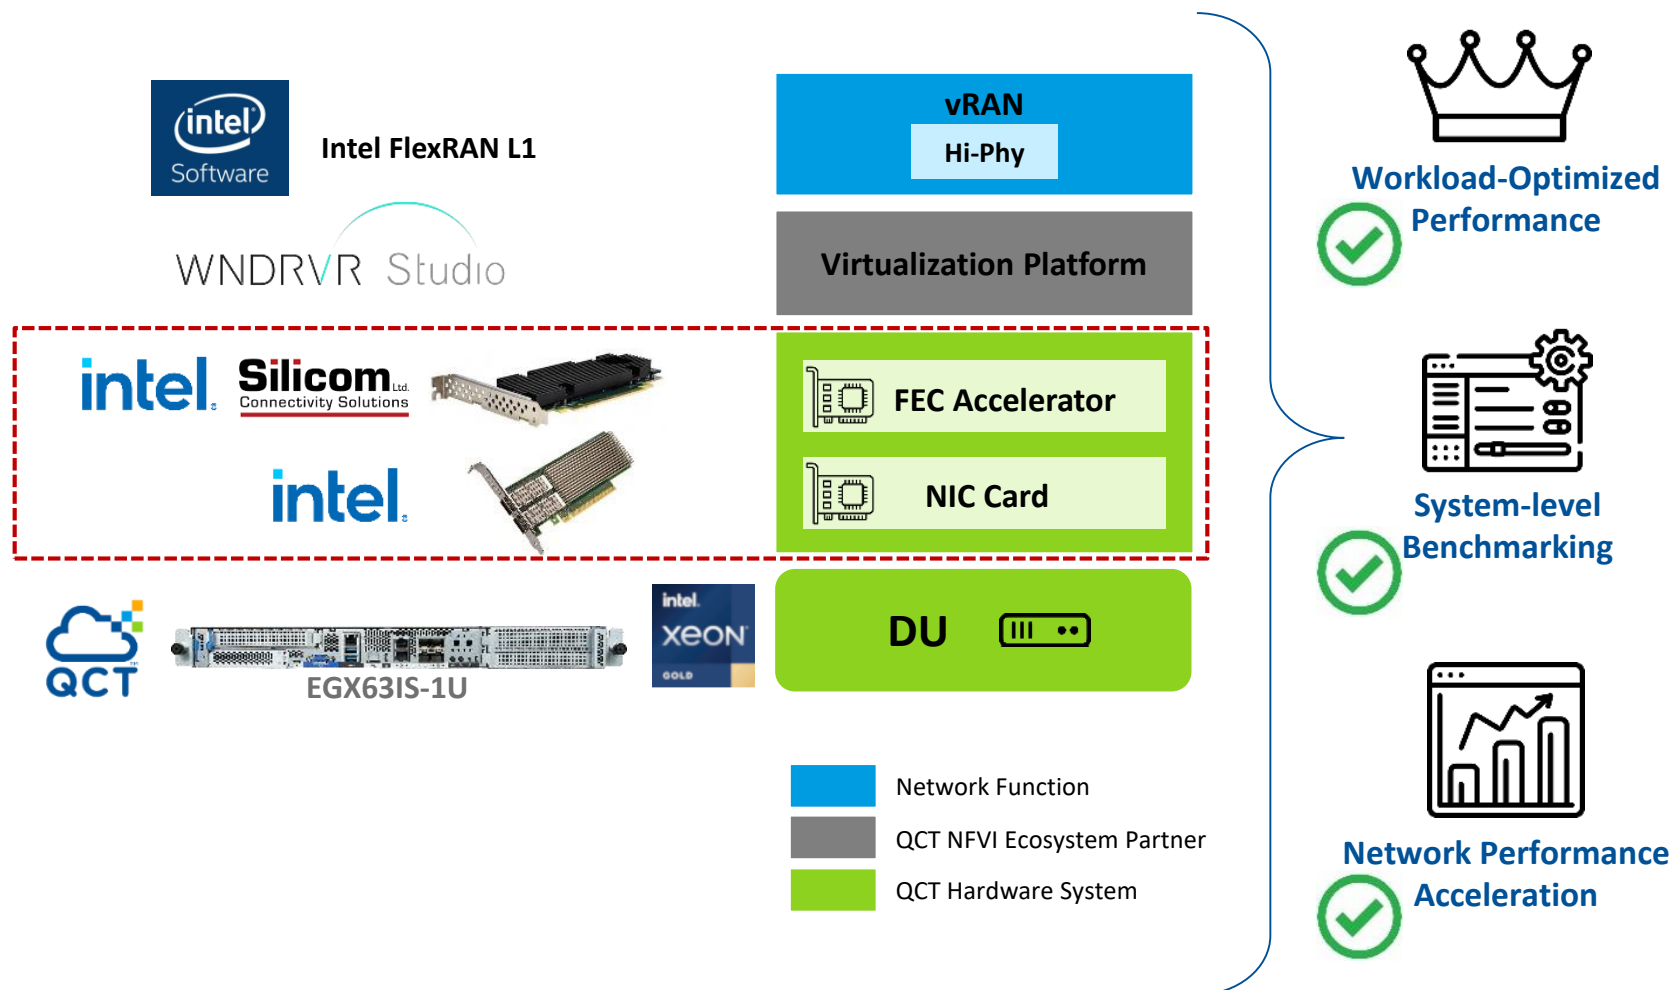 intel
Software
Intel FlexRAN L1
vRAN
Hi-Phy
WNDRVR Studio
Virtualization Platform
intel.
Silicom Ltd.
Connectivity Solutions
FEC Accelerator
intel.
NIC Card
QCT™
EGX63IS-1U
intel.
xeon
GOLD
DU
Network Function
QCT NFVI Ecosystem Partner
QCT Hardware System
Workload-Optimized
Performance
System-level
Benchmarking
Network Performance
Acceleration